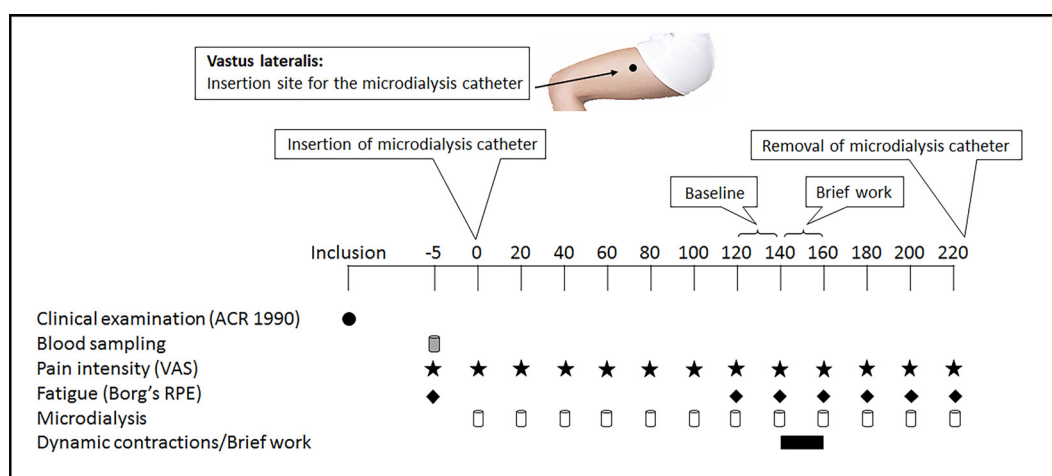 Vastus lateralis:
Insertion site for the microdialysis catheter
Insertion of microdialysis catheter
Removal of microdialysis catheter
Baseline
Brief work
Inclusion -5 0 20 40 60 80 100 120 140 160 180 200 220
Clinical examination (ACR 1990)
Blood sampling
Pain intensity (VAS)
Fatigue (Borg's RPE)
Microdialysis
Dynamic contractions/Brief work